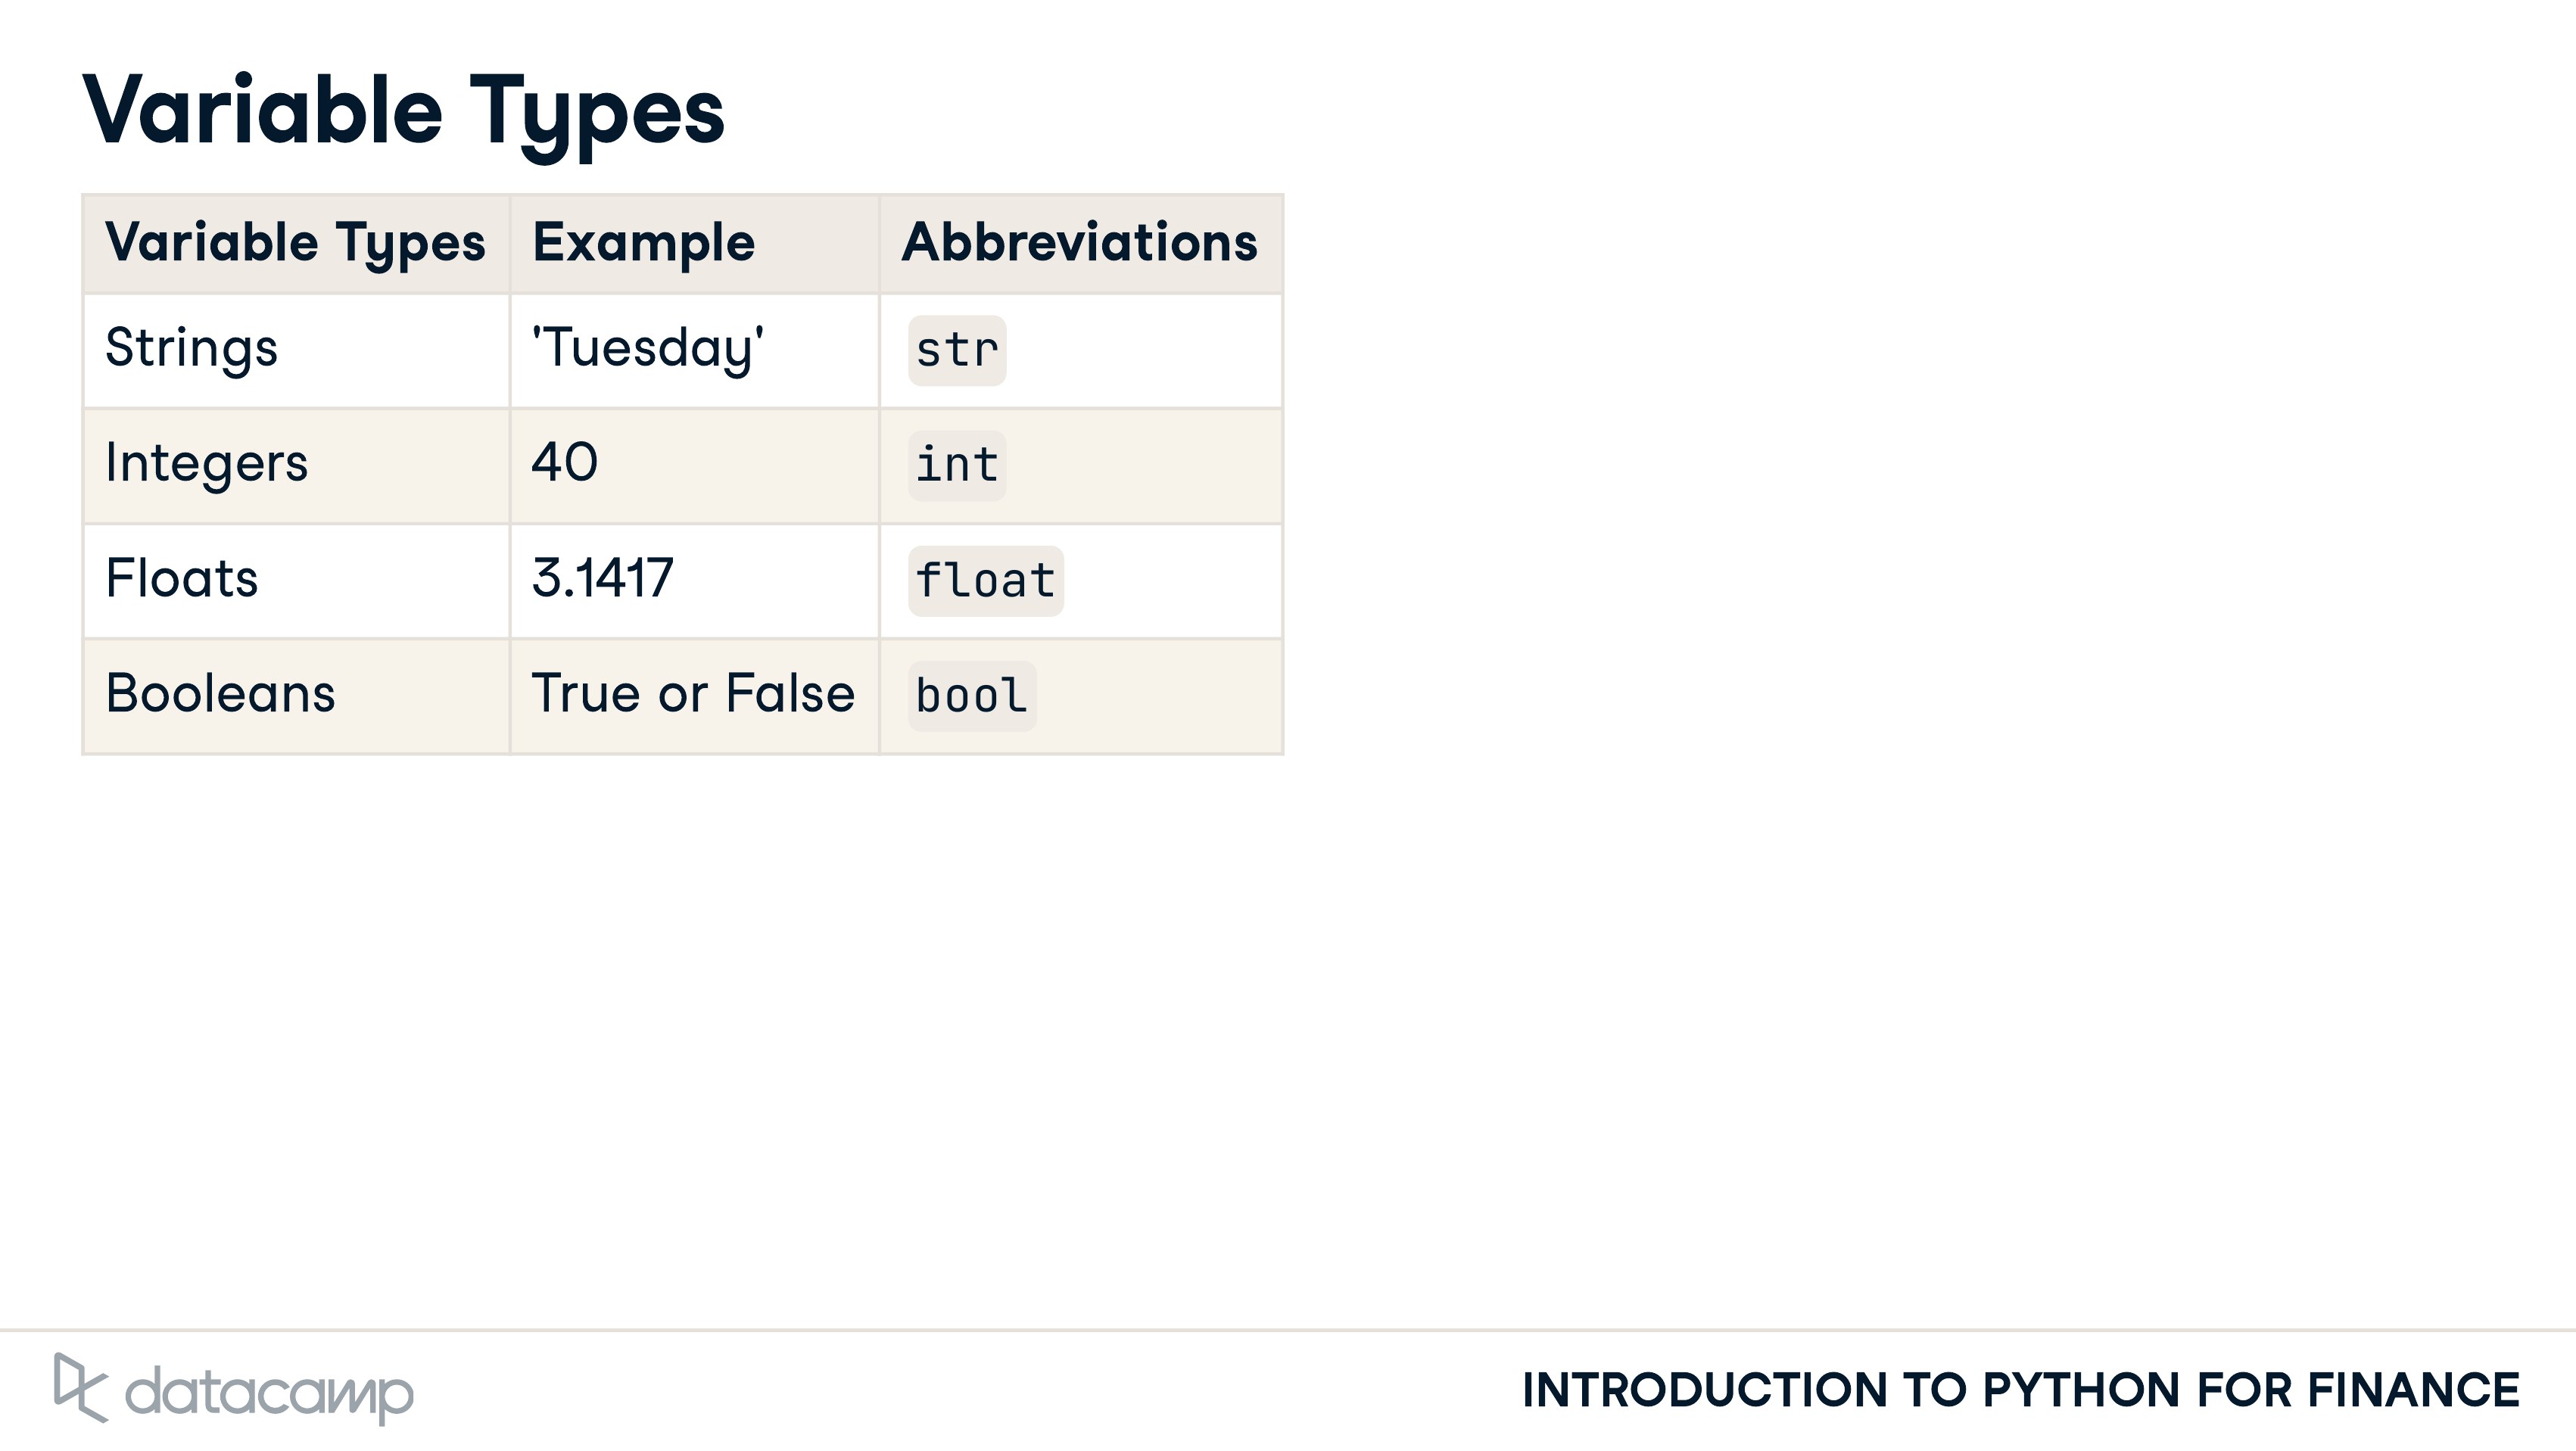 Variable Types
Variable Types Example Abbreviations
Strings 'Tuesday' str
Integers 40 int
Floats 3.1417 float
Booleans True or False bool
datacamp INTRODUCTION TO PYTHON FOR FINANCE